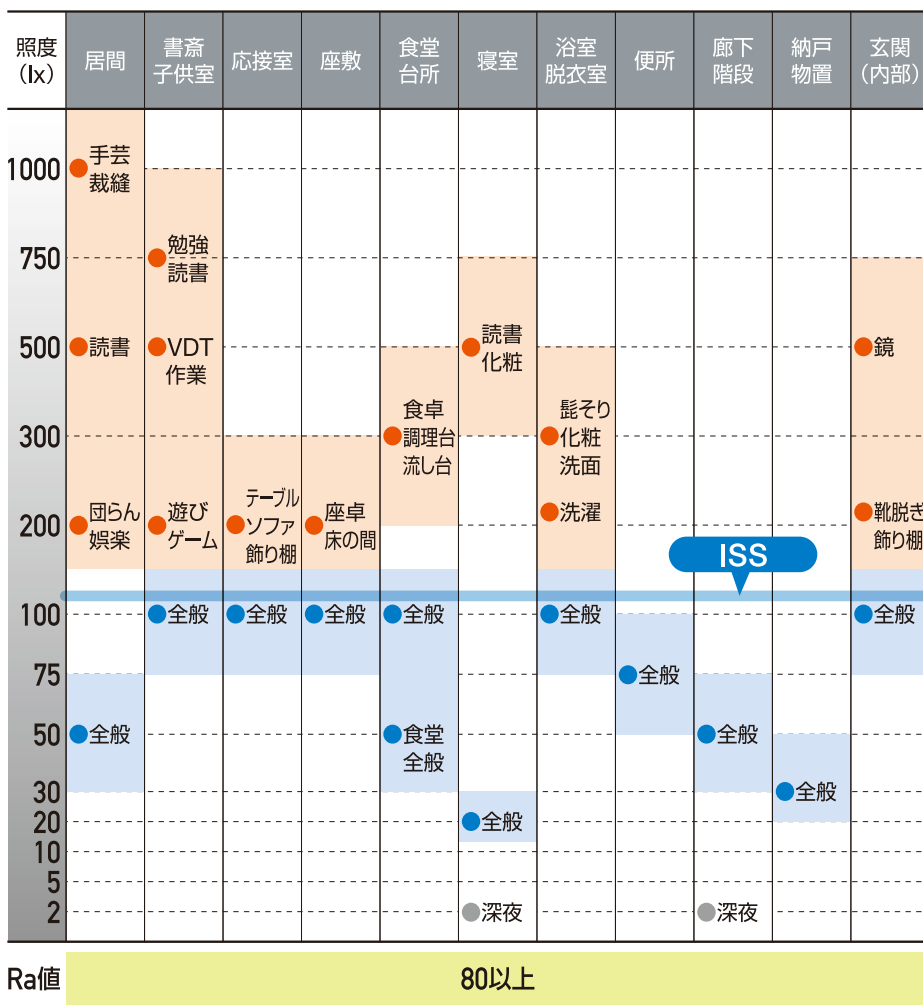 照度
(lx)
居間
書斎
子供室
応接室
座敷
食堂
台所
寝室
浴室
脱衣室
便所
廊下
階段
納戸
物置
玄関
(内部)
1000
手芸
裁縫
750
勉強
読書
500
読書
VDT
作業
読書
化粧
鏡
300
食卓
調理台
流し台
髭そり
化粧
洗面
200
団らん
娯楽
遊び
ゲーム
テーブル
ソファ
飾り棚
座卓
床の間
洗濯
靴脱ぎ
飾り棚
ISS
100
全般
全般
全般
全般
全般
全般
75
全般
50
全般
食堂
全般
全般
30
全般
20
全般
10
5
2
深夜
深夜
Ra値
80以上